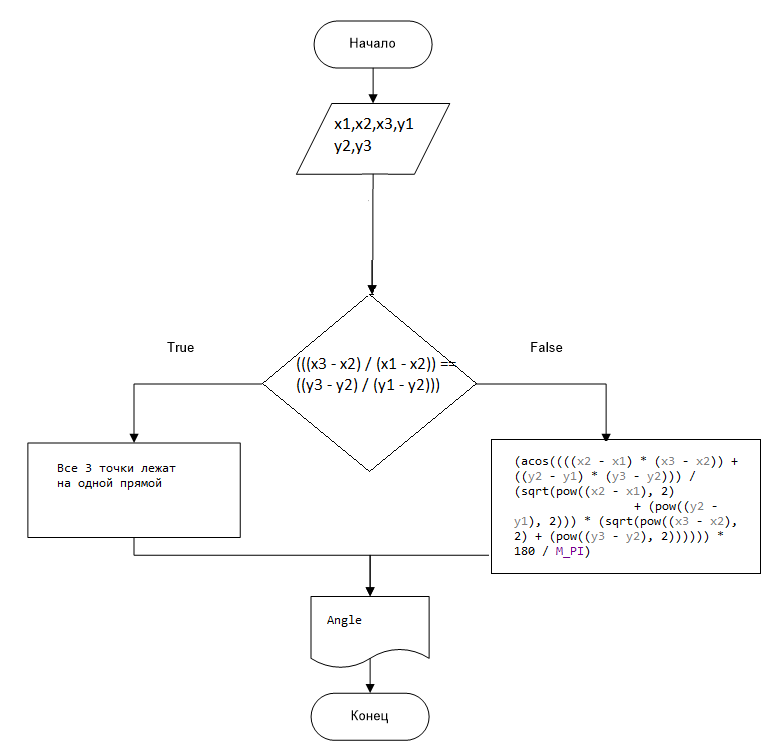 Начало
x1,x2,x3,y1
y2,y3
True
False
(((x3 - x2) / (x1 - x2)) ==
((y3 - y2) / (y1 - y2)))
Все 3 точки лежат
на одной прямой
(acos((((x2 - x1) * (x3 - x2)) +
((y2 - y1) * (y3 - y2))) /
(sqrt(pow((x2 - x1), 2)
+ (pow((y2 -
y1), 2))) * (sqrt(pow((x3 - x2),
2) + (pow((y3 - y2), 2)))))) *
180 / M_PI)
Angle
Конец